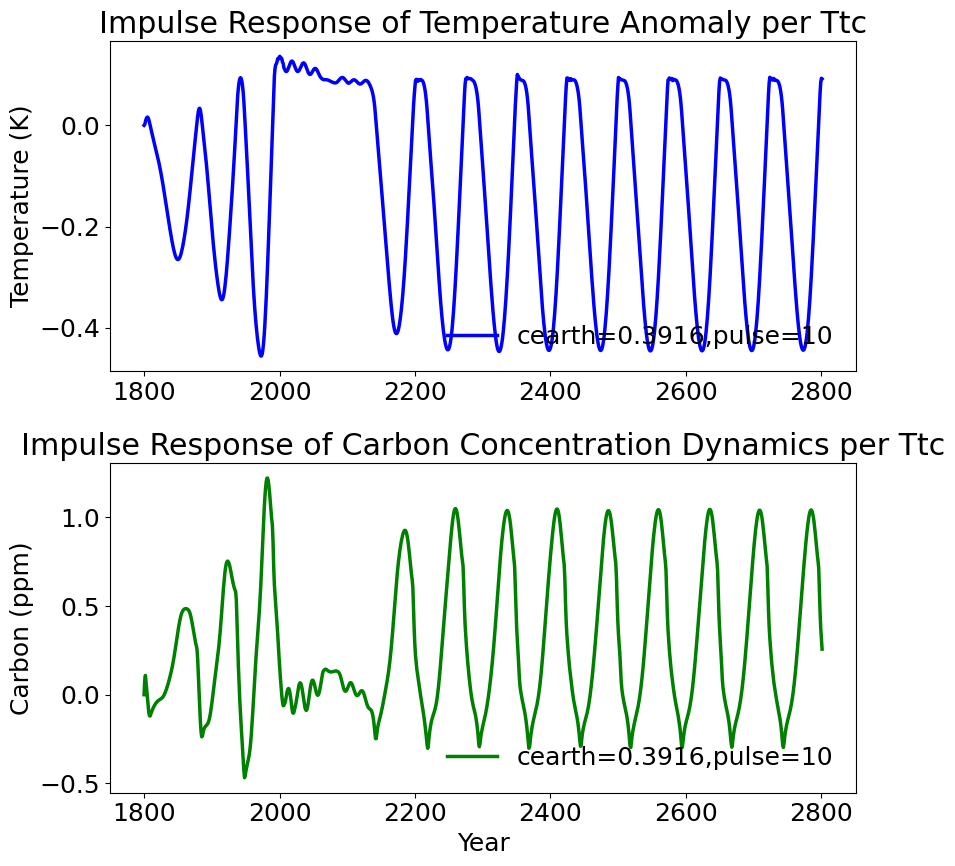 Impulse Response of Temperature Anomaly per Ttc
Temperature (K)
0.0
−0.2
−0.4
cearth=0.3916,pulse=10
1800 2000 2200 2400 2600 2800
Impulse Response of Carbon Concentration Dynamics per Ttc
Carbon (ppm)
1.0
0.5
0.0
−0.5
cearth=0.3916,pulse=10
1800 2000 2200 2400 2600 2800
Year